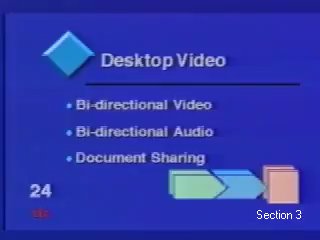 Desktop Video
• Bi-directional Video
• Bi-directional Audio
• Document Sharing
24
Section 3